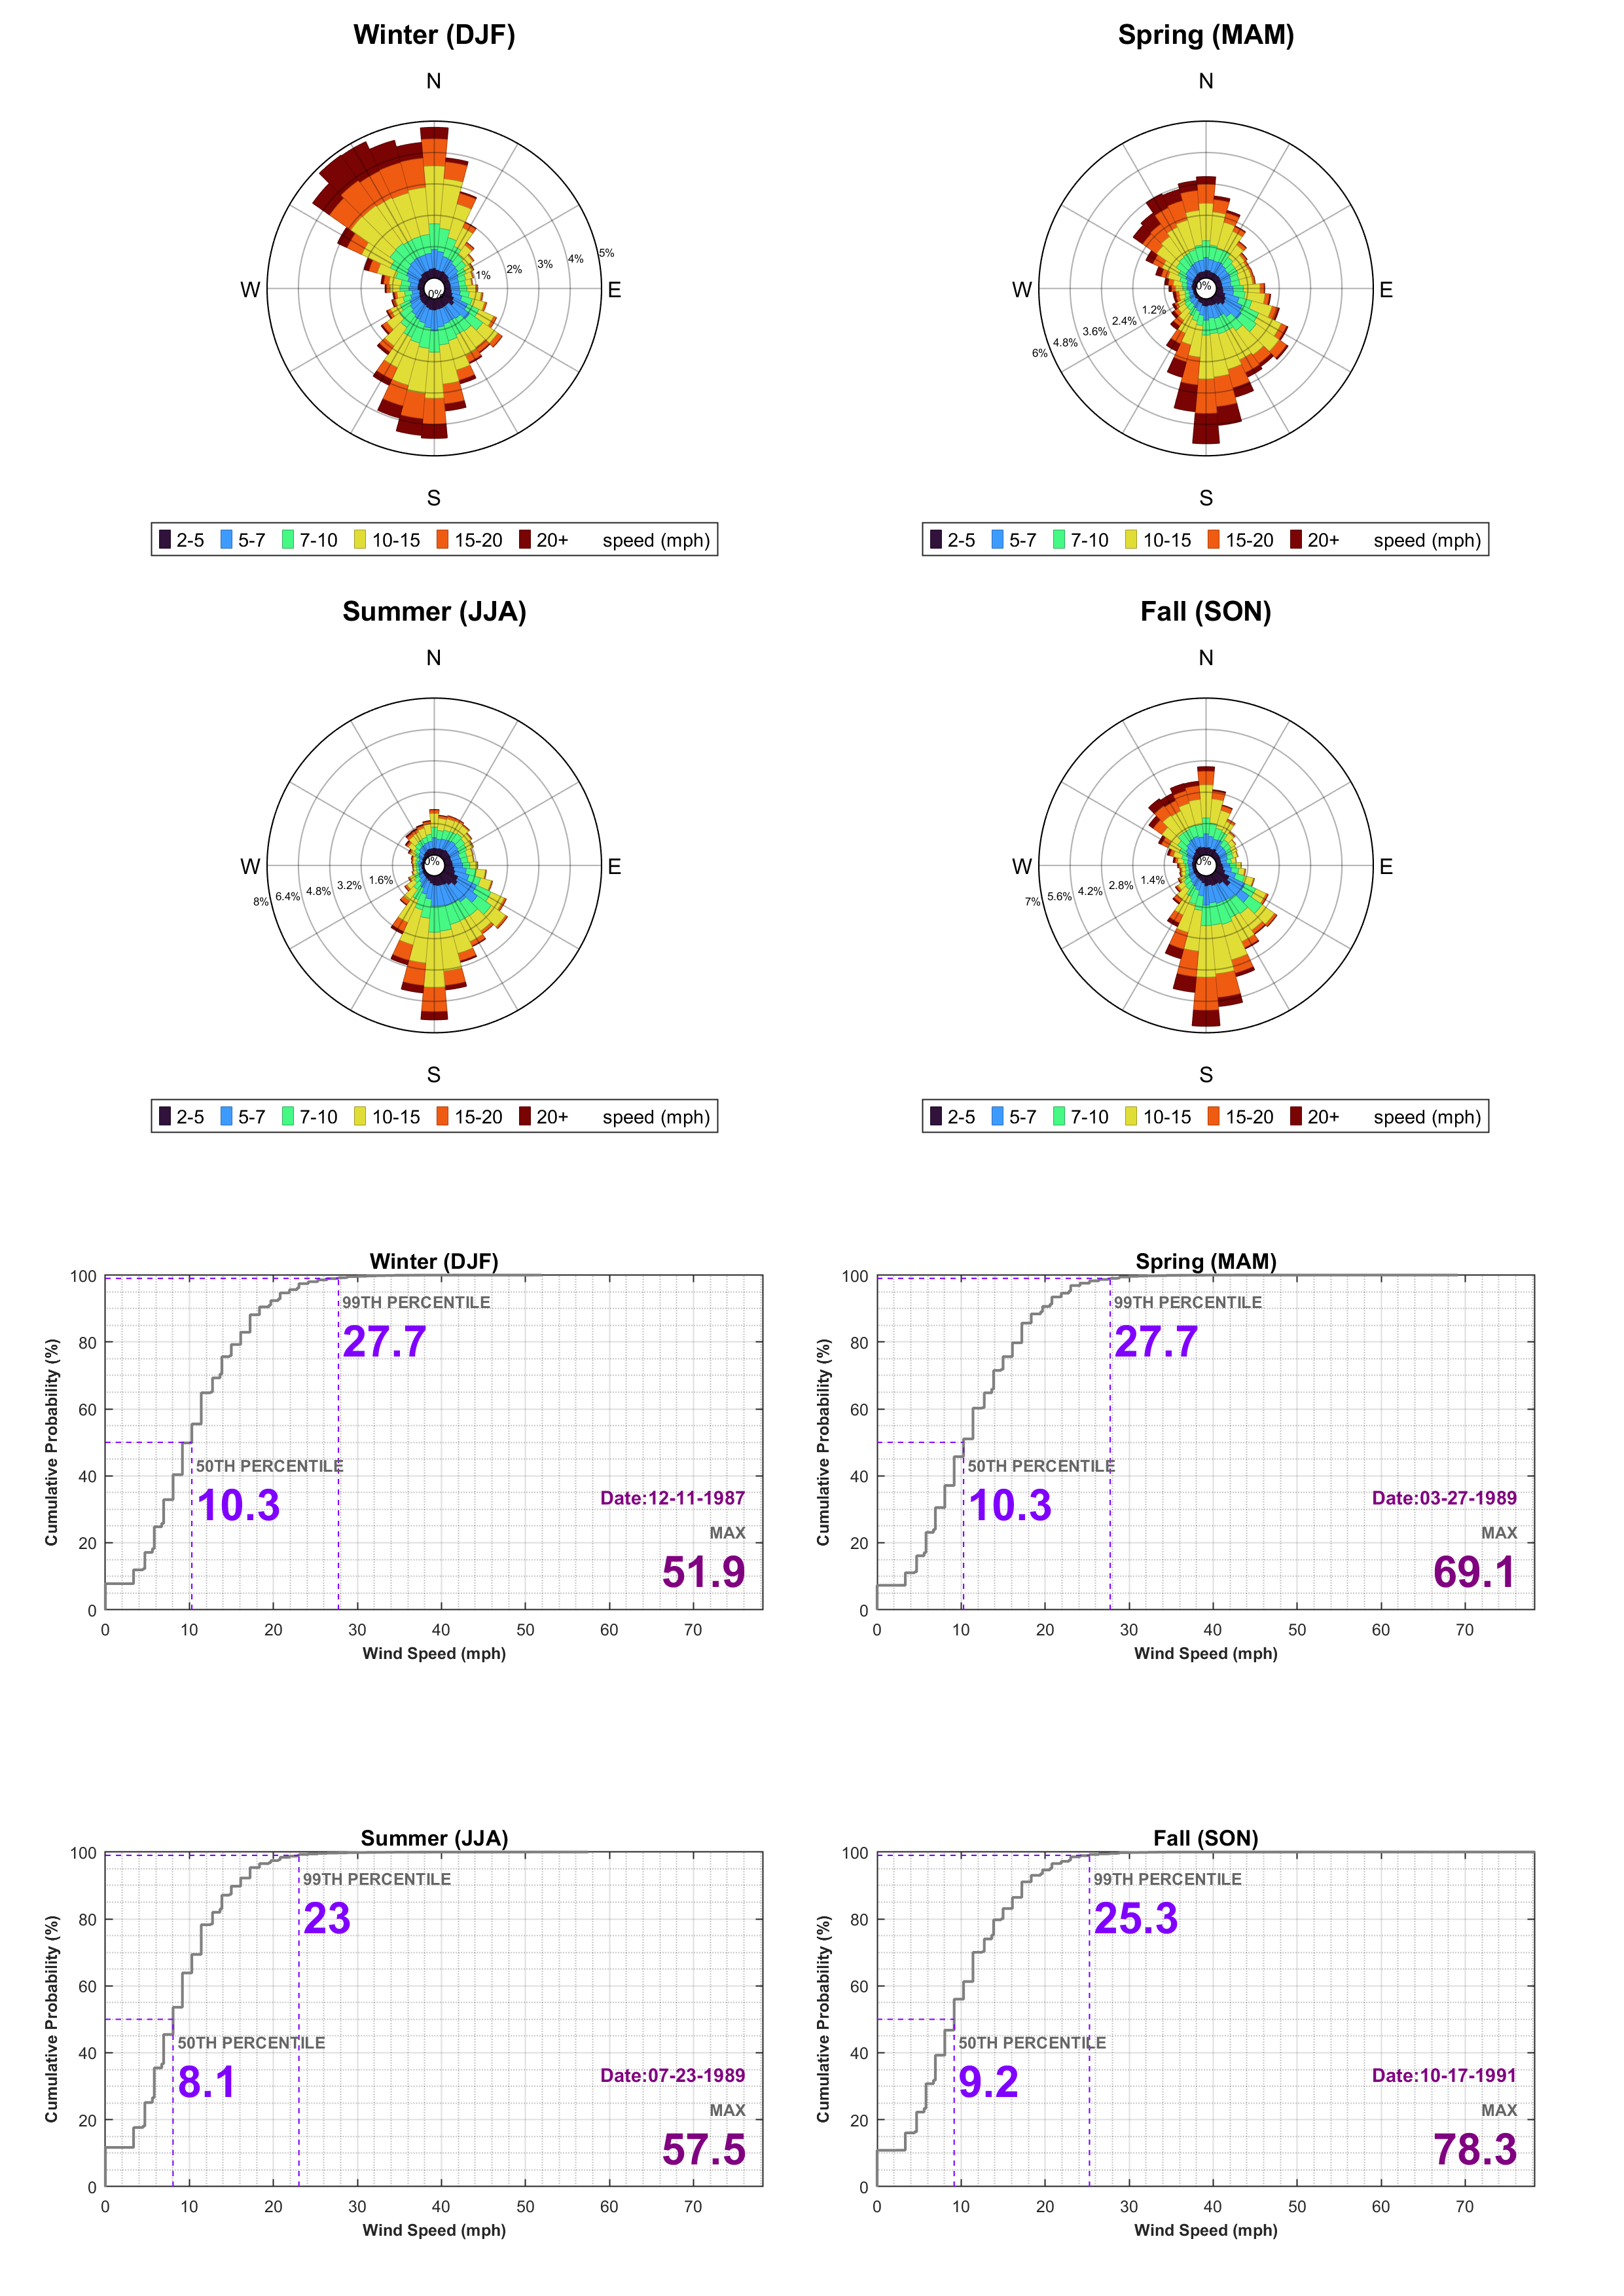 Winter (DJF)
N
5%
4%
3%
2%
1%
0%
W
E
S
2-5 5-7 7-10 10-15 15-20 20+ speed (mph)
Spring (MAM)
N
0%
1.2%
2.4%
3.6%
4.8%
6%
W
E
S
2-5 5-7 7-10 10-15 15-20 20+ speed (mph)
Summer (JJA)
N
0%
1.6%
3.2%
4.8%
6.4%
8%
W
E
S
2-5 5-7 7-10 10-15 15-20 20+ speed (mph)
Fall (SON)
N
0%
1.4%
2.8%
4.2%
5.6%
7%
W
E
S
2-5 5-7 7-10 10-15 15-20 20+ speed (mph)
Winter (DJF)
100
80
60
40
20
0
Cumulative Probability (%)
99TH PERCENTILE
27.7
50TH PERCENTILE
10.3
Date:12-11-1987
MAX
51.9
0 10 20 30 40 50 60 70
Wind Speed (mph)
Spring (MAM)
100
80
60
40
20
0
Cumulative Probability (%)
99TH PERCENTILE
27.7
50TH PERCENTILE
10.3
Date:03-27-1989
MAX
69.1
0 10 20 30 40 50 60 70
Wind Speed (mph)
Summer (JJA)
100
80
60
40
20
0
Cumulative Probability (%)
99TH PERCENTILE
23
50TH PERCENTILE
8.1
Date:07-23-1989
MAX
57.5
0 10 20 30 40 50 60 70
Wind Speed (mph)
Fall (SON)
100
80
60
40
20
0
Cumulative Probability (%)
99TH PERCENTILE
25.3
50TH PERCENTILE
9.2
Date:10-17-1991
MAX
78.3
0 10 20 30 40 50 60 70
Wind Speed (mph)